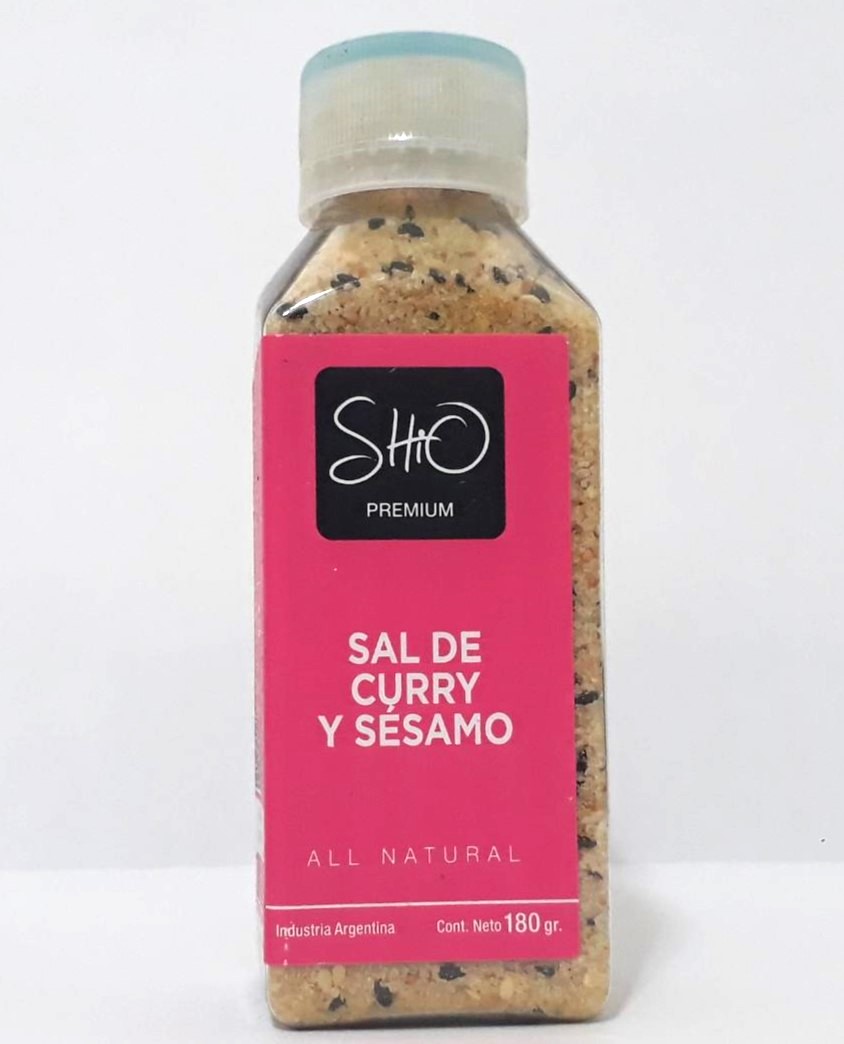 SHiO
PREMIUM
SAL DE
CURRY
Y SÉSAMO
ALL NATURAL
Industria Argentina Cont. Neto 180 gr.